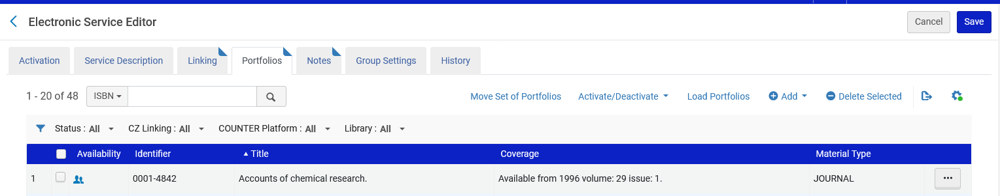 Electronic Service Editor Cancel Save
Activation Service Description Linking Portfolios Notes Group Settings History
1 - 20 of 48 ISBN Move Set of Portfolios Activate/Deactivate Load Portfolios Add Delete Selected
Status : All CZ Linking : All COUNTER Platform : All Library : All
Availability Identifier Title Coverage Material Type
1 0001-4842 Accounts of chemical research. Available from 1996 volume: 29 issue: 1. JOURNAL